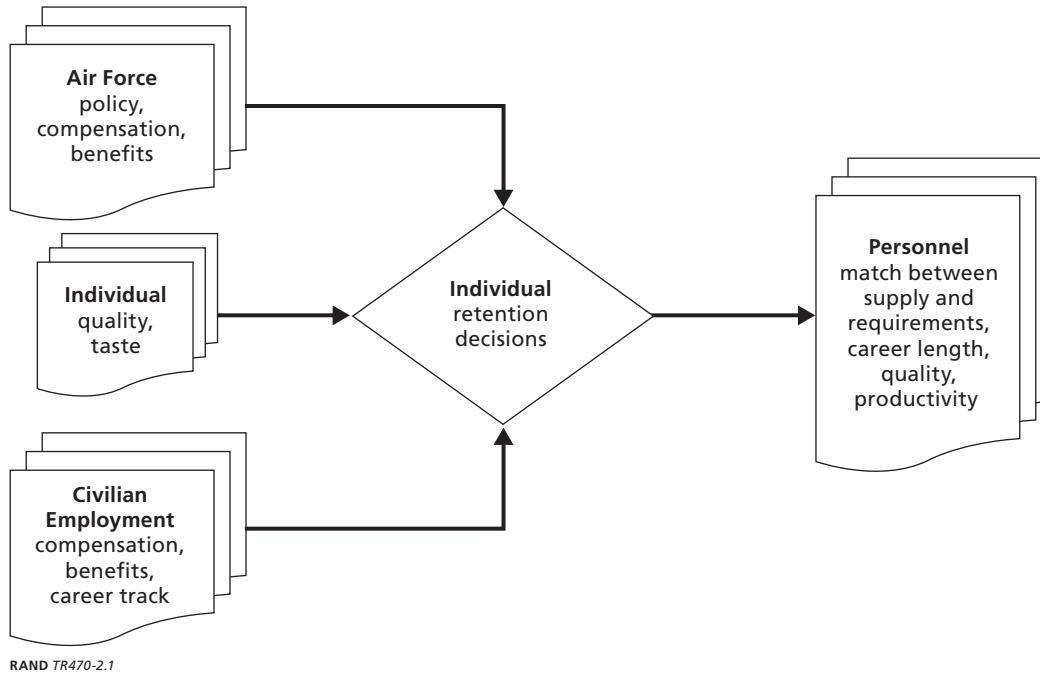 Air Force
policy,
compensation,
benefits
Individual
quality,
taste
Civilian
Employment
compensation,
benefits,
career track
Individual
retention
decisions
Personnel
match between
supply and
requirements,
career length,
quality,
productivity
RAND TR470-2.1